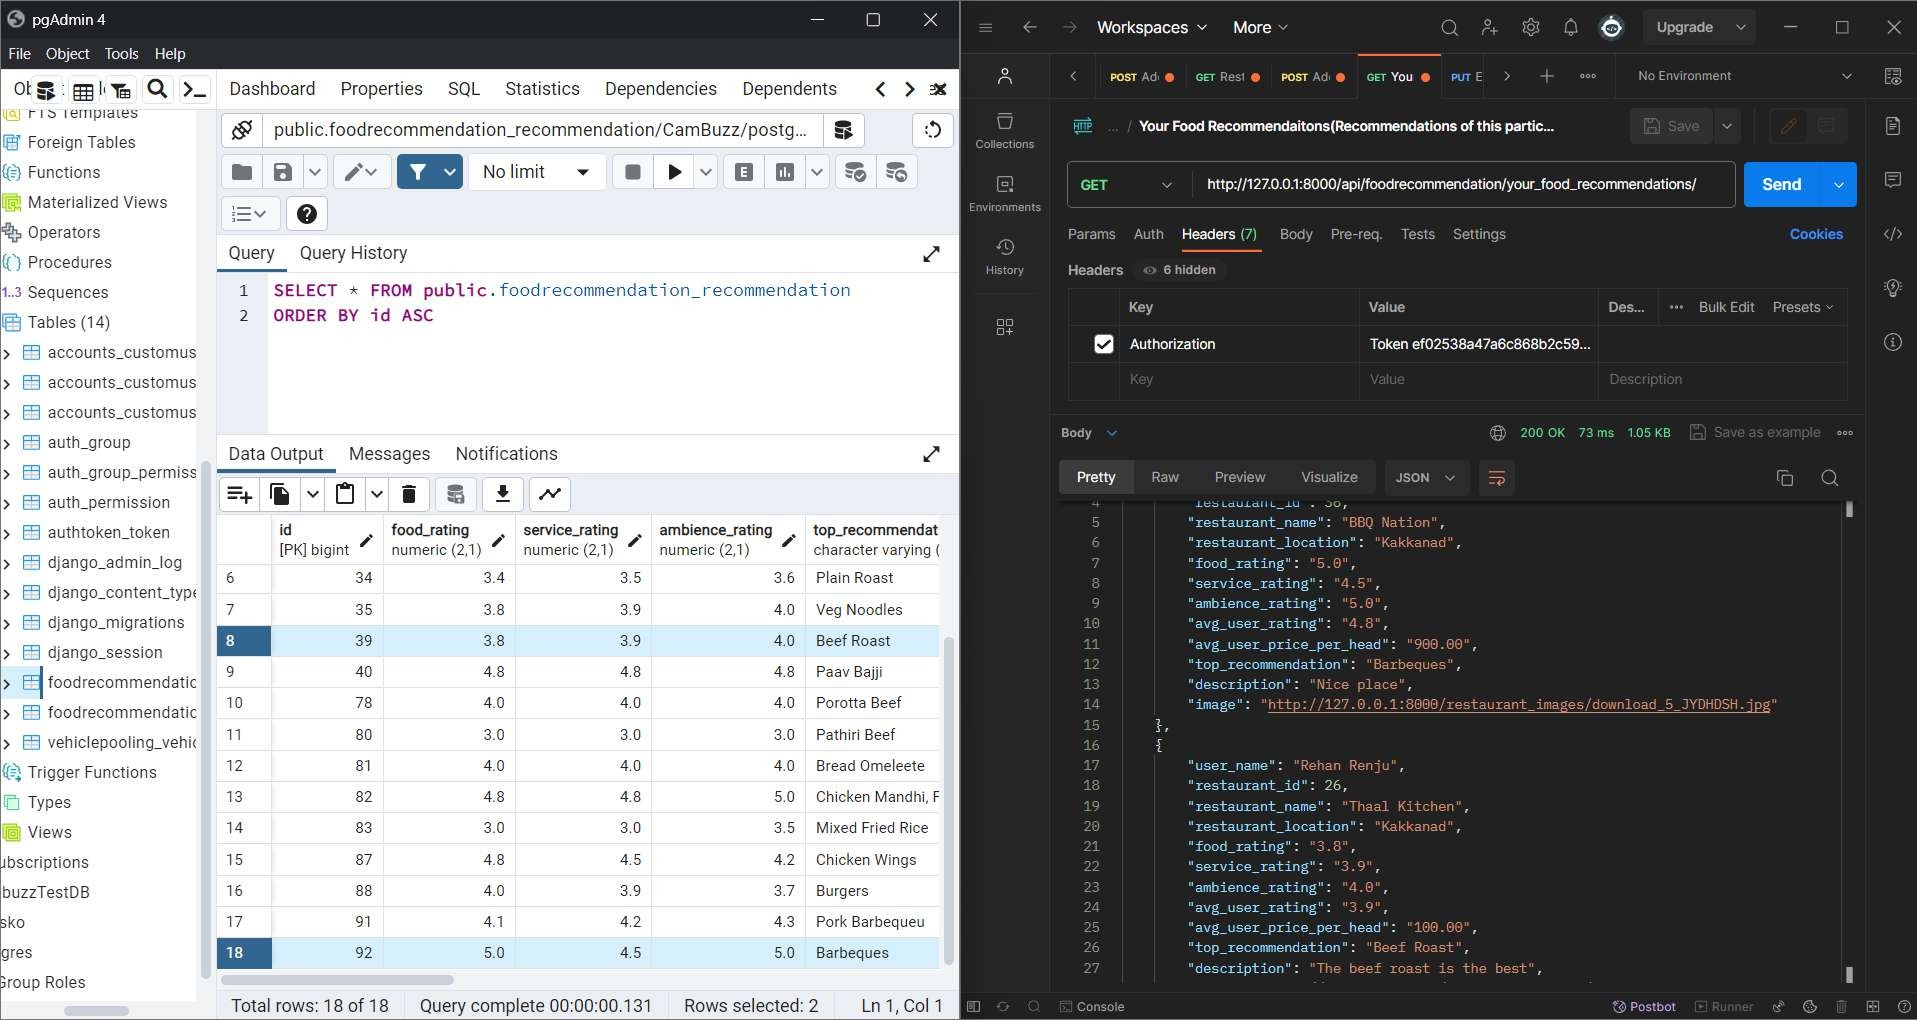 pgAdmin 4
File Object Tools Help
Dashboard Properties SQL Statistics Dependencies Dependents
FTS Templates
Foreign Tables
Functions
Materialized Views
Operators
Procedures
1..3 Sequences
Tables (14)
accounts_customus
accounts_customus
accounts_customus
auth_group
auth_group_permiss
auth_permission
authtoken_token
django_admin_log
django_content_type
django_migrations
django_session
foodrecommendatio
foodrecommendatio
vehiclepooling_vehic
Trigger Functions
Types
Views
ubscriptions
buzzTestDB
sko
gres
Group Roles
public.foodrecommendation_recommendation/CamBuzz/postg...
No limit
E
Query Query History
1 SELECT * FROM public.foodrecommendation_recommendation
2 ORDER BY id ASC
Data Output Messages Notifications
id food_rating service_rating ambience_rating top_recommendat
[PK] bigint numeric (2,1) numeric (2,1) numeric (2,1) character varying (
6 34 3.4 3.5 3.6 Plain Roast
7 35 3.8 3.9 4.0 Veg Noodles
8 39 3.8 3.9 4.0 Beef Roast
9 40 4.8 4.8 4.8 Paav Bajji
10 78 4.0 4.0 4.0 Porotta Beef
11 80 3.0 3.0 3.0 Pathiri Beef
12 81 4.0 4.0 4.0 Bread Omeleete
13 82 4.8 4.8 5.0 Chicken Mandhi, F
14 83 3.0 3.0 3.5 Mixed Fried Rice
15 87 4.8 4.5 4.2 Chicken Wings
16 88 4.0 3.9 3.7 Burgers
17 91 4.1 4.2 4.3 Pork Barbequeu
18 92 5.0 4.5 5.0 Barbeques
Total rows: 18 of 18 Query complete 00:00:00.131 Rows selected: 2 Ln 1, Col 1
Workspaces More Upgrade
POST Ad GET Rest POST Ad GET You PUT E No Environment
Collections
Environments
History
HTTP ... / Your Food Recommendaitons(Recommendations of this partic... Save
GET http://127.0.0.1:8000/api/foodrecommendation/your_food_recommendations/ Send
Params Auth Headers (7) Body Pre-req. Tests Settings Cookies
Headers 6 hidden
Key Value Des... Bulk Edit Presets
Authorization Token ef02538a47a6c868b2c59...
Key Value Description
Body 200 OK 73 ms 1.05 KB Save as example
Pretty Raw Preview Visualize JSON
4 "restaurant_id": 36,
5 "restaurant_name": "BBQ Nation",
6 "restaurant_location": "Kakkanad",
7 "food_rating": "5.0",
8 "service_rating": "4.5",
9 "ambience_rating": "5.0",
10 "avg_user_rating": "4.8",
11 "avg_user_price_per_head": "900.00",
12 "top_recommendation": "Barbeques",
13 "description": "Nice place",
14 "image": "http://127.0.0.1:8000/restaurant_images/download_5_JYDHDSH.jpg"
15 },
16 {
17 "user_name": "Rehan Renju",
18 "restaurant_id": 26,
19 "restaurant_name": "Thaal Kitchen",
20 "restaurant_location": "Kakkanad",
21 "food_rating": "3.8",
22 "service_rating": "3.9",
23 "ambience_rating": "4.0",
24 "avg_user_rating": "3.9",
25 "avg_user_price_per_head": "100.00",
26 "top_recommendation": "Beef Roast",
27 "description": "The beef roast is the best",
Console Postbot Runner